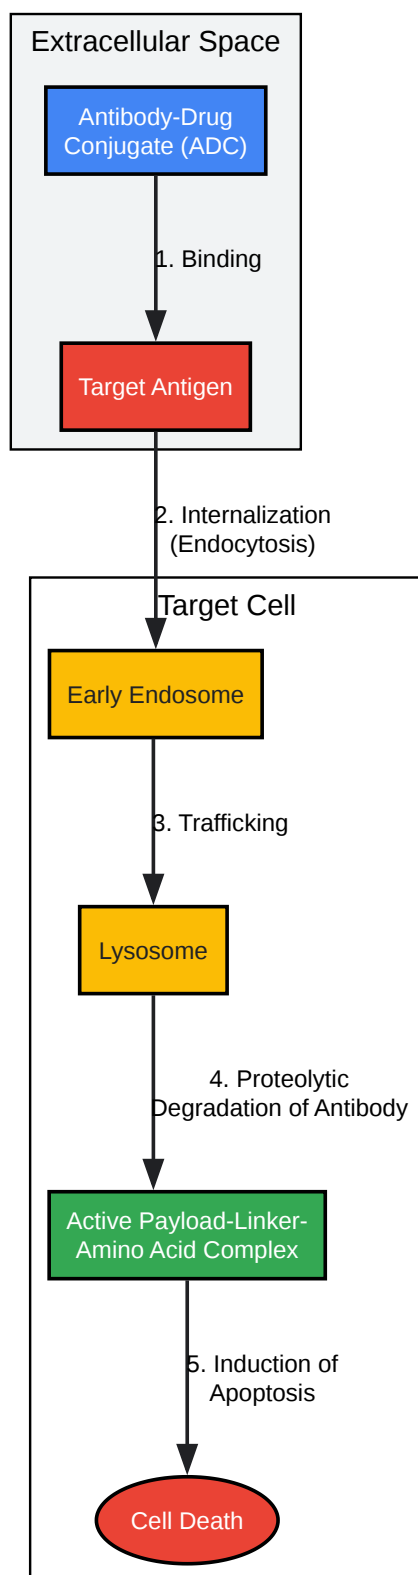 Extracellular Space
Antibody-Drug
Conjugate (ADC)
1. Binding
Target Antigen
2. Internalization
(Endocytosis)
Target Cell
Early Endosome
3. Trafficking
Lysosome
4. Proteolytic
Degradation of Antibody
Active Payload-Linker-
Amino Acid Complex
5. Induction of
Apoptosis
Cell Death